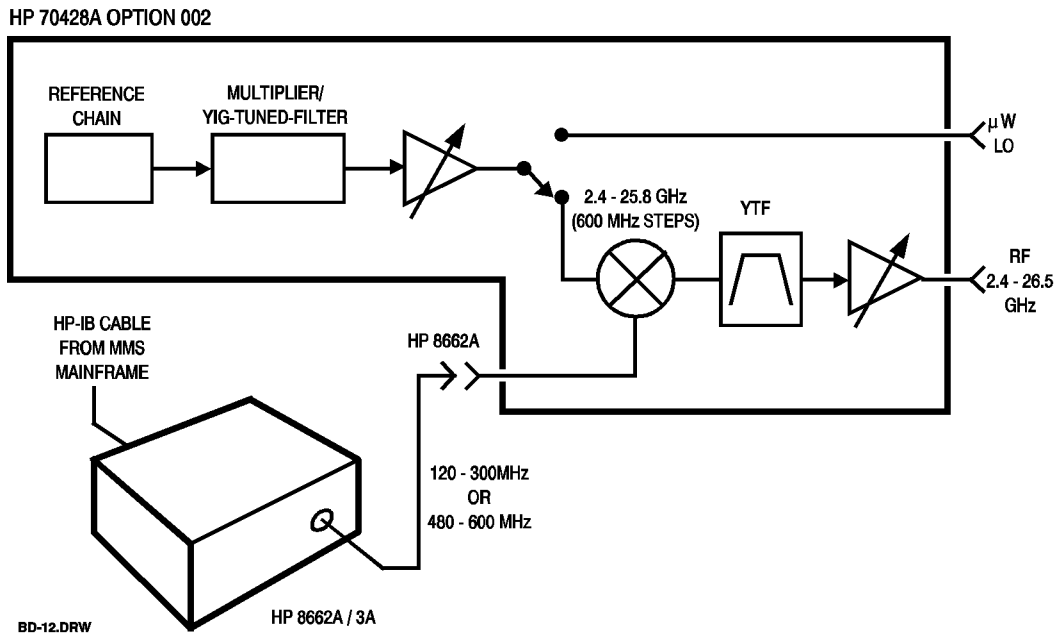 HP 70428A OPTION 002
REFERENCE
CHAIN
MULTIPLIER/
YIG-TUNED-FILTER
μW
LO
2.4 - 25.8 GHz
(600 MHz STEPS)
YTF
RF
2.4 - 26.5
GHz
HP-IB CABLE
FROM MMS
MAINFRAME
HP 8662A
120 - 300MHz
OR
480 - 600 MHz
HP 8662A / 3A
BD-12.DRW